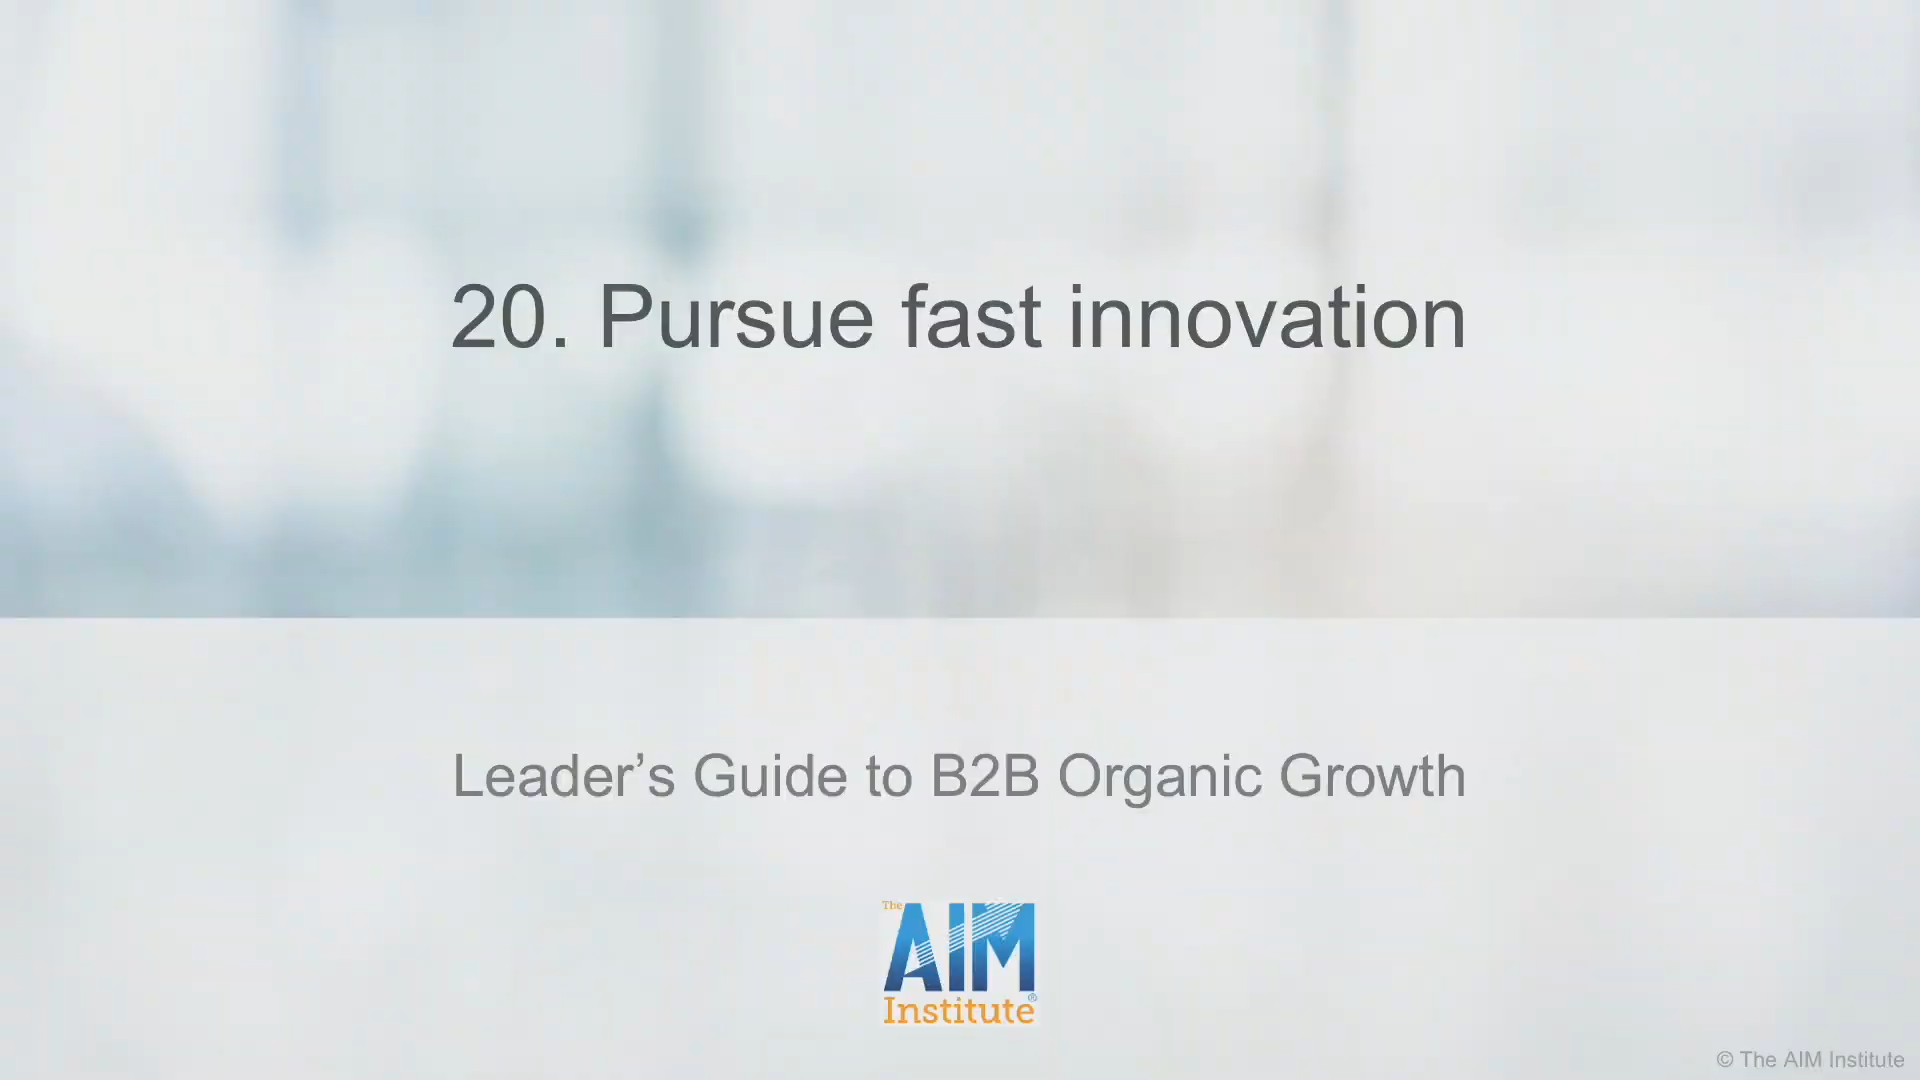 20. Pursue fast innovation
Leader’s Guide to B2B Organic Growth
The
AIM
Institute®
© The AIM Institute